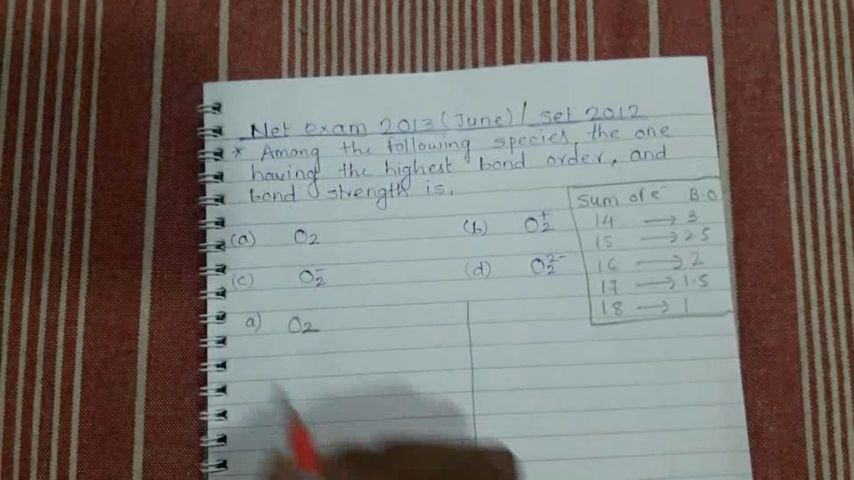 Net exam 2013 (June) / set 2012
* Among the following species, the one
having the highest bond order, and
bond strength is.
(a) O₂ (b) O₂⁺
(c) O₂⁻ (d) O₂²⁻
Sum of e⁻ B.O
14 → 3
15 → 2.5
16 → 2
17 → 1.5
18 → 1
a) O₂